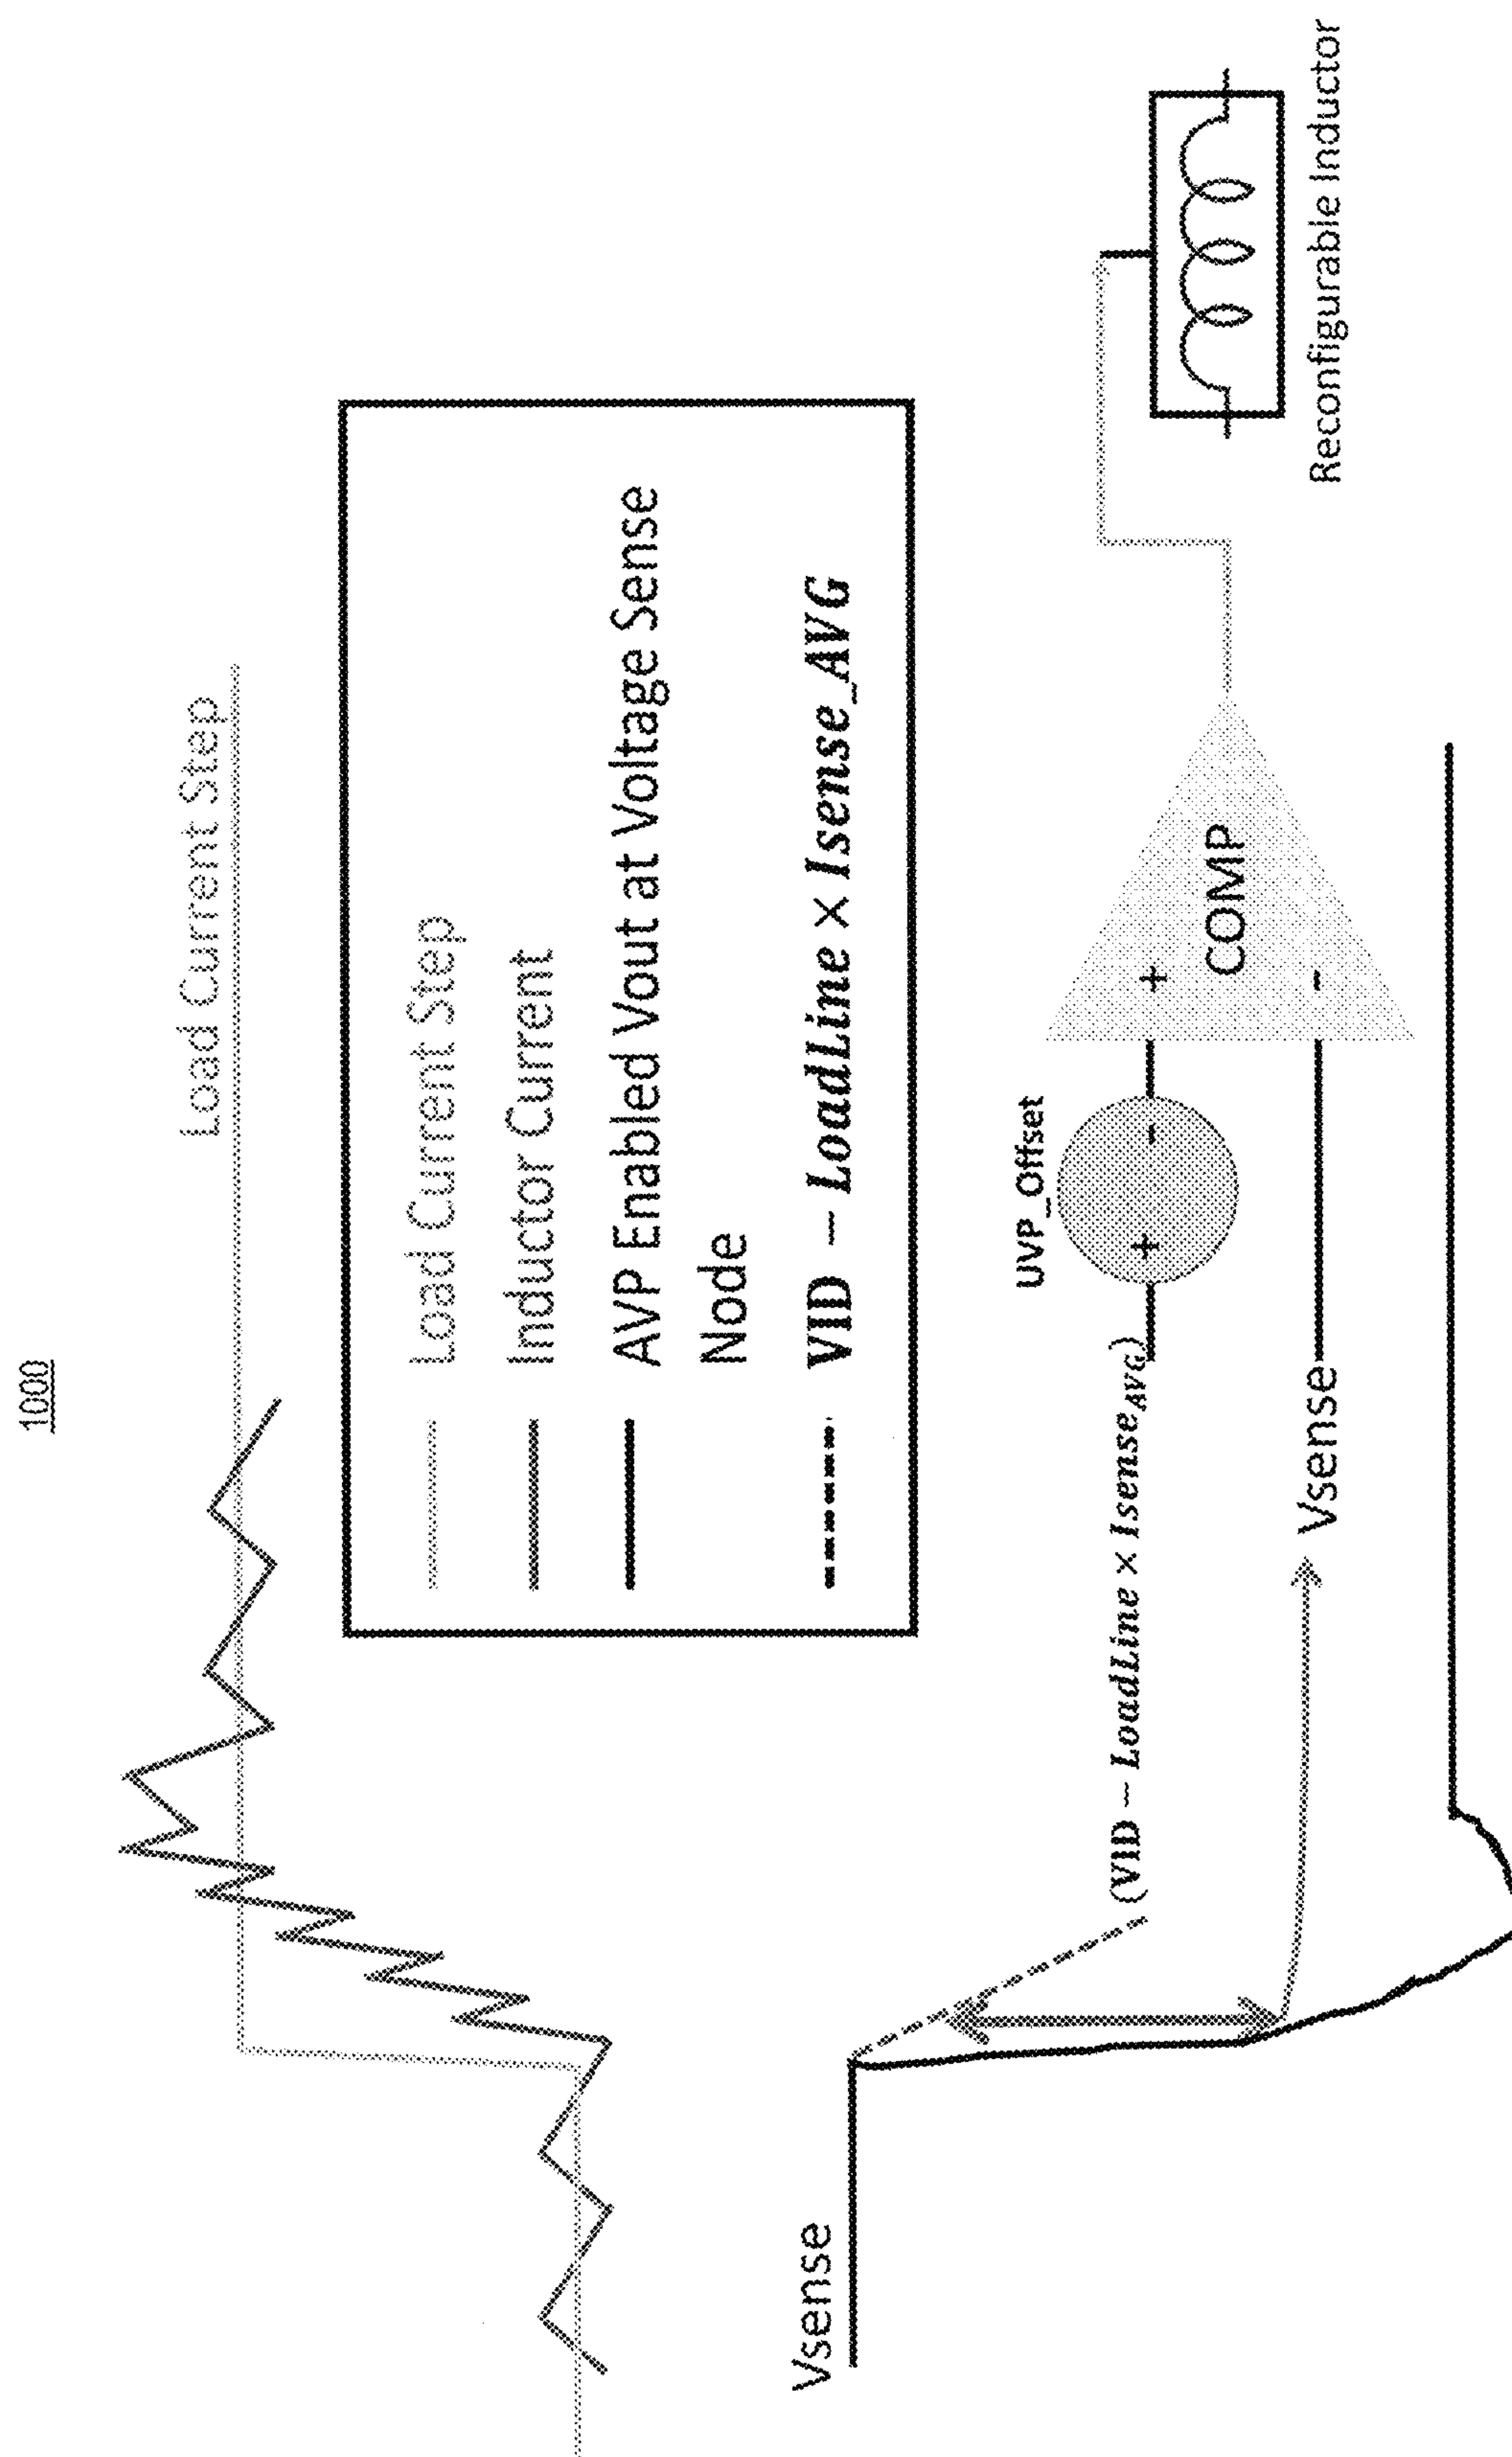 1000
Load Current Step
Load Current Step
Inductor Current
AVP Enabled Vout at Voltage Sense
Node
VID – LoadLine × Isense_AVG
Vsense
UVP_Offset
(VID – LoadLine × Isense_AVG)
+ -
+
COMP
-
Vsense
Reconfigurable Inductor